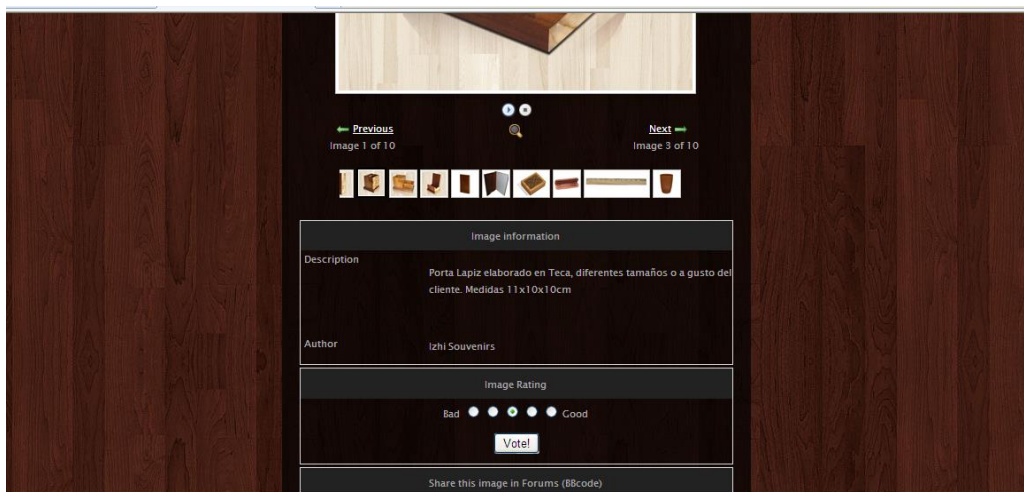 Previous
Next
Image 1 of 10
Image 3 of 10
Image information
Description
Porta Lapiz elaborado en Teca, diferentes tamaños o a gusto del
cliente. Medidas 11x10x10cm
Author
Izhi Souvenirs
Image Rating
Bad
Good
Vote!
Share this image in Forums (BBcode)